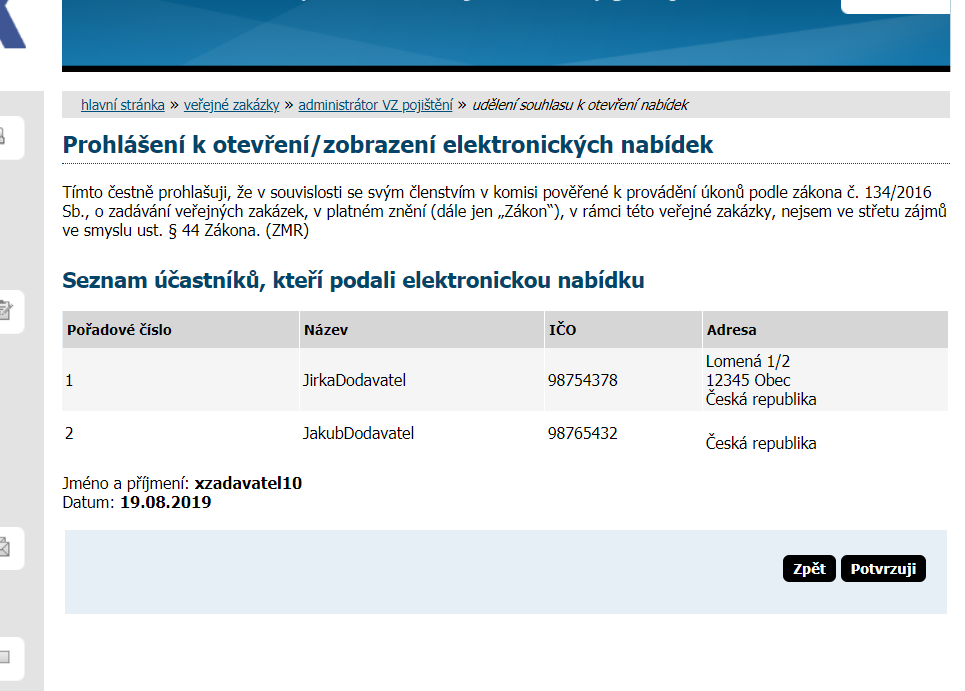 hlavní stránka » veřejné zakázky » administrátor VZ pojištění » udělení souhlasu k otevření nabídek
Prohlášení k otevření/zobrazení elektronických nabídek
Tímto čestně prohlašuji, že v souvislosti se svým členstvím v komisi pověřené k provádění úkonů podle zákona č. 134/2016
Sb., o zadávání veřejných zakázek, v platném znění (dále jen „Zákon“), v rámci této veřejné zakázky, nejsem ve střetu zájmů
ve smyslu ust. § 44 Zákona. (ZMR)
Seznam účastníků, kteří podali elektronickou nabídku
Pořadové číslo Název IČO Adresa
1 JirkaDodavatel 98754378 Lomená 1/2
12345 Obec
Česká republika
2 JakubDodavatel 98765432
Česká republika
Jméno a příjmení: xzadavatel10
Datum: 19.08.2019
Zpět Potvrzuji